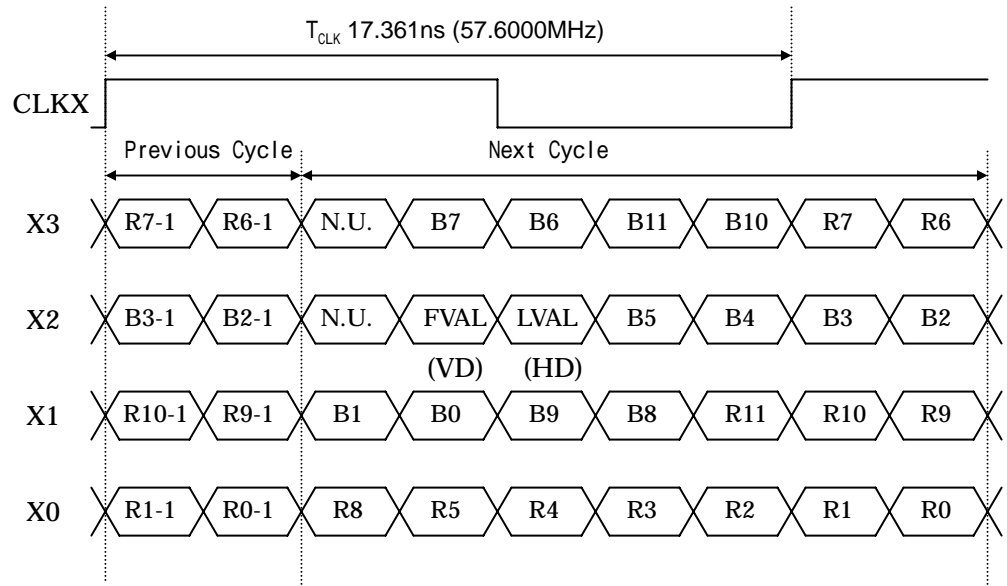 TCLK 17.361ns (57.6000MHz)
CLKX
Previous Cycle Next Cycle
X3 R7-1 R6-1 N.U. B7 B6 B11 B10 R7 R6
X2 B3-1 B2-1 N.U. FVAL LVAL B5 B4 B3 B2
(VD) (HD)
X1 R10-1 R9-1 B1 B0 B9 B8 R11 R10 R9
X0 R1-1 R0-1 R8 R5 R4 R3 R2 R1 R0